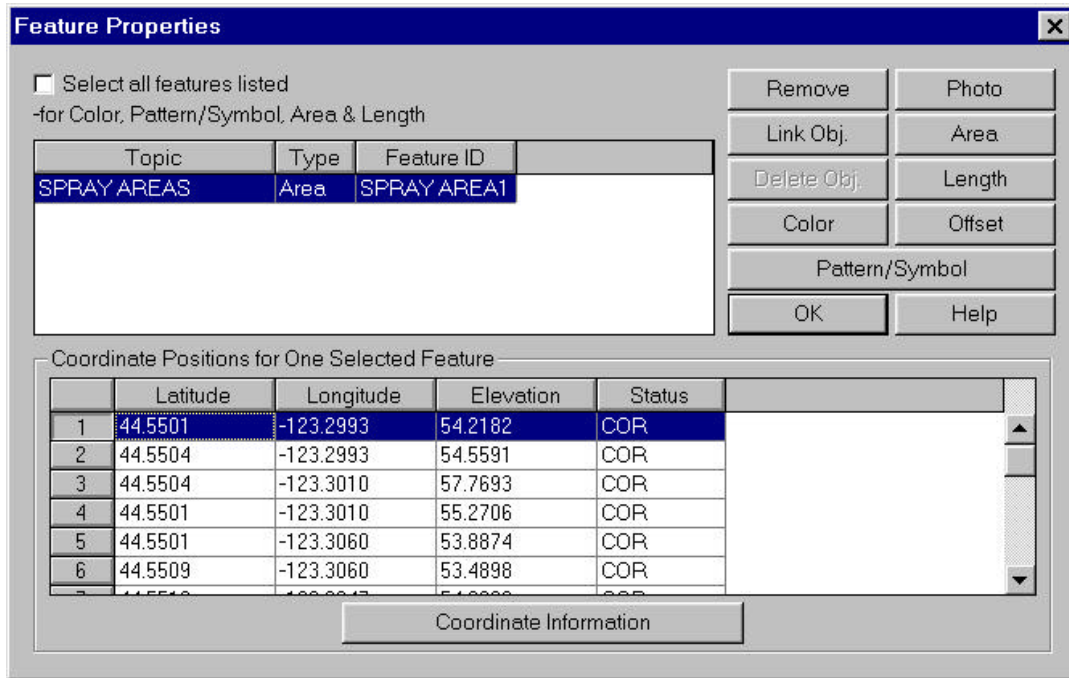 Feature Properties
Select all features listed
-for Color, Pattern/Symbol, Area & Length
Topic Type Feature ID
SPRAY AREAS Area SPRAY AREA1
Remove Photo
Link Obj. Area
Delete Obj. Length
Color Offset
Pattern/Symbol
OK Help
Coordinate Positions for One Selected Feature
Latitude Longitude Elevation Status
1 44.5501 -123.2993 54.2182 COR
2 44.5504 -123.2993 54.5591 COR
3 44.5504 -123.3010 57.7693 COR
4 44.5501 -123.3010 55.2706 COR
5 44.5501 -123.3060 53.8874 COR
6 44.5509 -123.3060 53.4898 COR
Coordinate Information